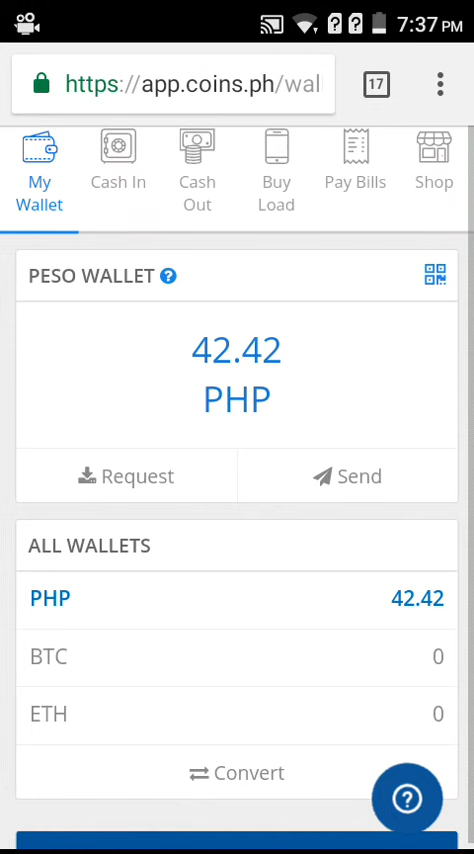 7:37 PM
https://app.coins.ph/wal
17
My Wallet
Cash In
Cash Out
Buy Load
Pay Bills
Shop
PESO WALLET ?
42.42
PHP
Request
Send
ALL WALLETS
PHP 42.42
BTC 0
ETH 0
Convert
?